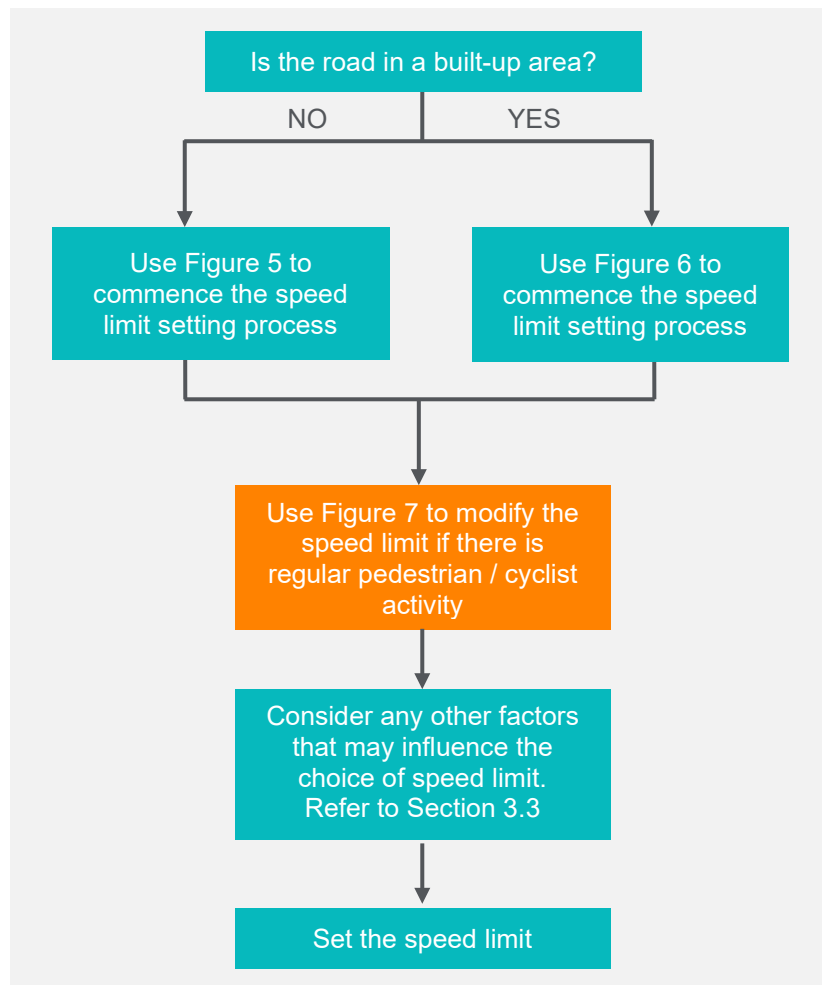 Is the road in a built-up area?
NO
YES
Use Figure 5 to
commence the speed
limit setting process
Use Figure 6 to
commence the speed
limit setting process
Use Figure 7 to modify the
speed limit if there is
regular pedestrian / cyclist
activity
Consider any other factors
that may influence the
choice of speed limit.
Refer to Section 3.3
Set the speed limit